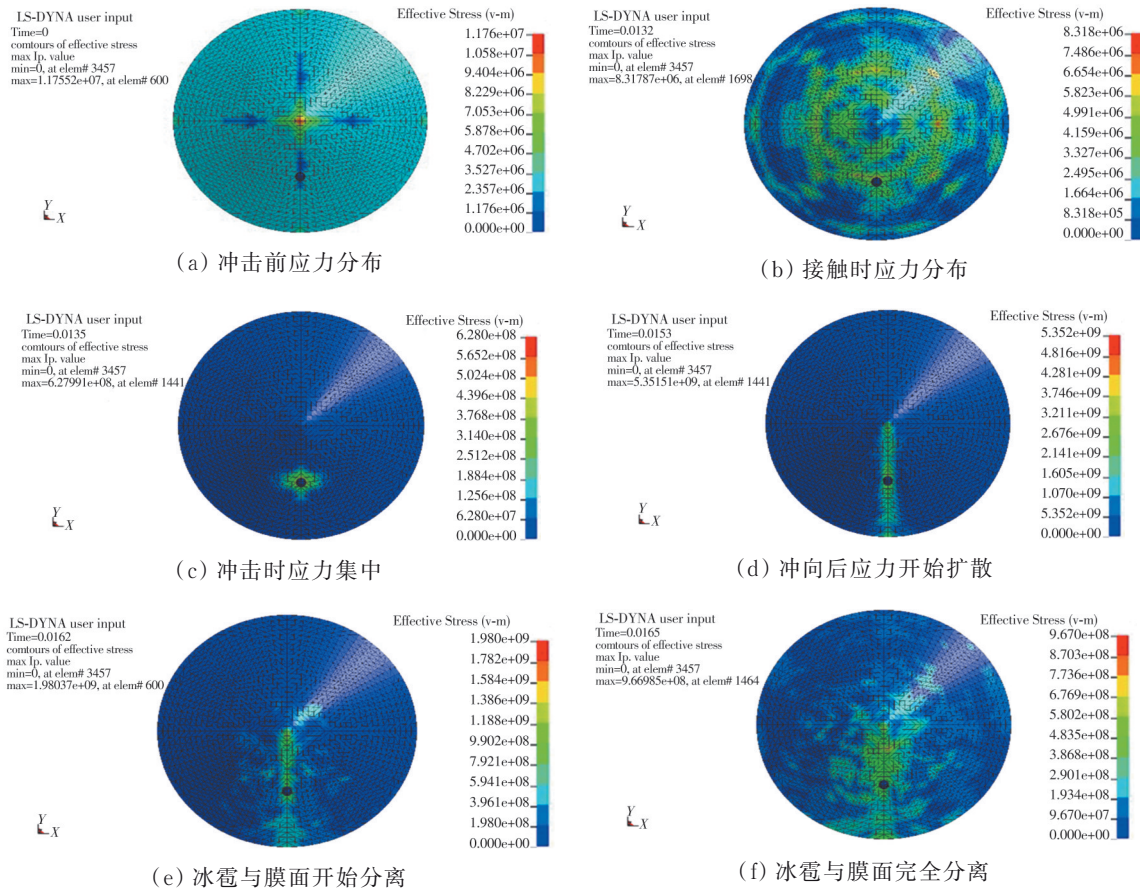 LS-DYNA user input
Time=0
comtours of effective stress
max Ip. value
min=0, at elem# 3457
max=1.17552e+07, at elem# 600
Effective Stress (v-m)
1.176e+07
1.058e+07
9.404e+06
8.229e+06
7.053e+06
5.878e+06
4.702e+06
3.527e+06
2.357e+06
1.176e+06
0.000e+00
Y
X
(a) 冲击前应力分布
LS-DYNA user input
Time=0.0132
comtours of effective stress
max Ip. value
min=0, at elem# 3457
max=8.31787e+06, at elem# 1698
Effective Stress (v-m)
8.318e+06
7.486e+06
6.654e+06
5.823e+06
4.991e+06
4.159e+06
3.327e+06
2.495e+06
1.664e+06
8.318e+05
0.000e+00
Y
X
(b) 接触时应力分布
LS-DYNA user input
Time=0.0135
comtours of effective stress
max Ip. value
min=0, at elem# 3457
max=6.27991e+08, at elem# 1441
Effective Stress (v-m)
6.280e+08
5.652e+08
5.024e+08
4.396e+08
3.768e+08
3.140e+08
2.512e+08
1.884e+08
1.256e+08
6.280e+07
0.000e+00
Y
X
(c) 冲击时应力集中
LS-DYNA user input
Time=0.0153
comtours of effective stress
max Ip. value
min=0, at elem# 3457
max=5.35151e+09, at elem# 1441
Effective Stress (v-m)
5.352e+09
4.816e+09
4.281e+09
3.746e+09
3.211e+09
2.676e+09
2.141e+09
1.605e+09
1.070e+09
5.352e+09
0.000e+00
Y
X
(d) 冲向后应力开始扩散
LS-DYNA user input
Time=0.0162
comtours of effective stress
max Ip. value
min=0, at elem# 3457
max=1.98037e+09, at elem# 600
Effective Stress (v-m)
1.980e+09
1.782e+09
1.584e+09
1.386e+09
1.188e+09
9.902e+08
7.921e+08
5.941e+08
3.961e+08
1.980e+08
0.000e+00
Y
X
(e) 冰雹与膜面开始分离
LS-DYNA user input
Time=0.0165
comtours of effective stress
max Ip. value
min=0, at elem# 3457
max=9.66985e+08, at elem# 1464
Effective Stress (v-m)
9.670e+08
8.703e+08
7.736e+08
6.769e+08
5.802e+08
4.835e+08
3.868e+08
2.901e+08
1.934e+08
9.670e+07
0.000e+00
Y
X
(f) 冰雹与膜面完全分离